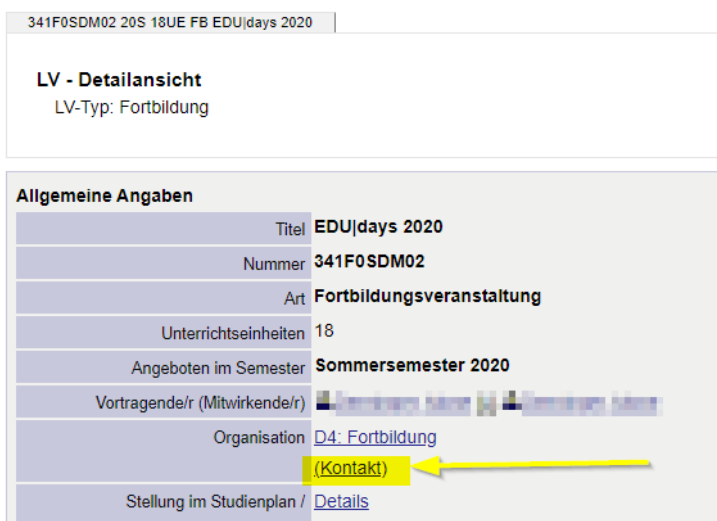 341F0SDM02 20S 18UE FB EDU|days 2020
LV - Detailansicht
LV-Typ: Fortbildung
Allgemeine Angaben
Titel EDU|days 2020
Nummer 341F0SDM02
Art Fortbildungsveranstaltung
Unterrichtseinheiten 18
Angeboten im Semester Sommersemester 2020
Vortragende/r (Mitwirkende/r)
Organisation D4: Fortbildung
(Kontakt)
Stellung im Studienplan / Details